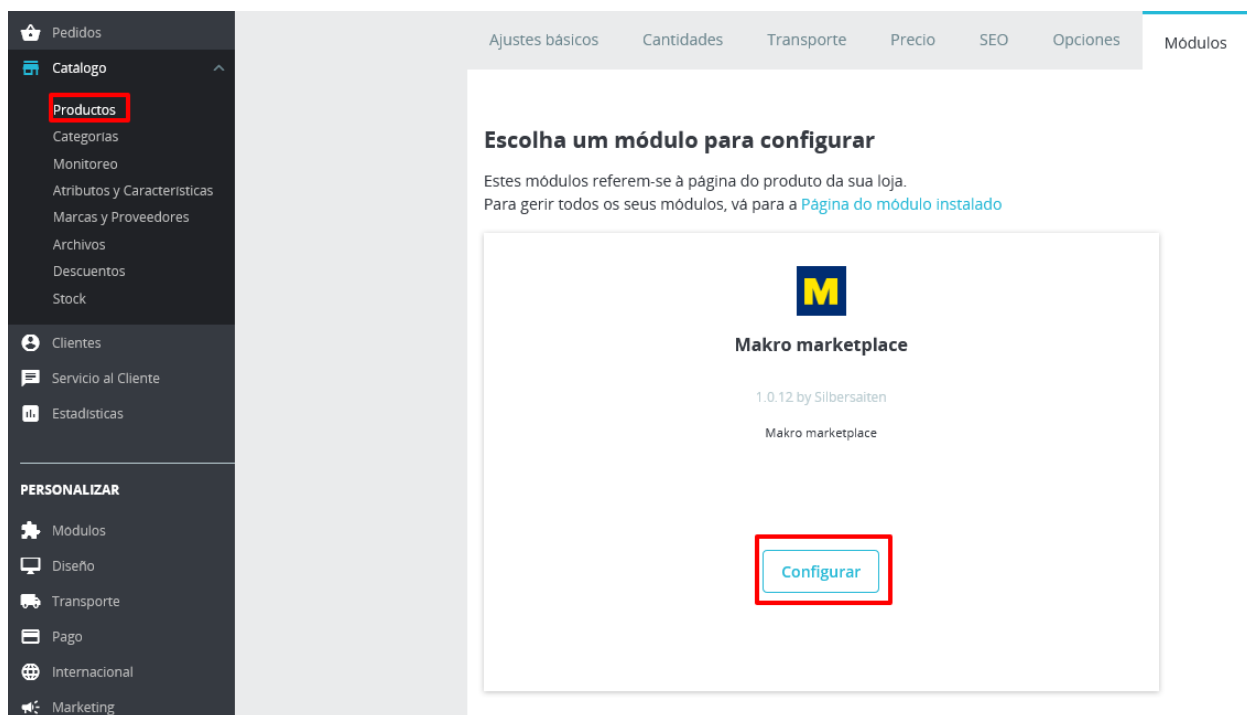 Pedidos
Catalogo
Productos
Categorías
Monitoreo
Atributos y Características
Marcas y Proveedores
Archivos
Descuentos
Stock
Clientes
Servicio al Cliente
Estadísticas
PERSONALIZAR
Modulos
Diseño
Transporte
Pago
Internacional
Marketing
Ajustes básicos Cantidades Transporte Precio SEO Opciones Módulos
Escolha um módulo para configurar
Estes módulos referem-se à página do produto da sua loja.
Para gerir todos os seus módulos, vá para a Página do módulo instalado
M
Makro marketplace
1.0.12 by Silbersaiten
Makro marketplace
Configurar